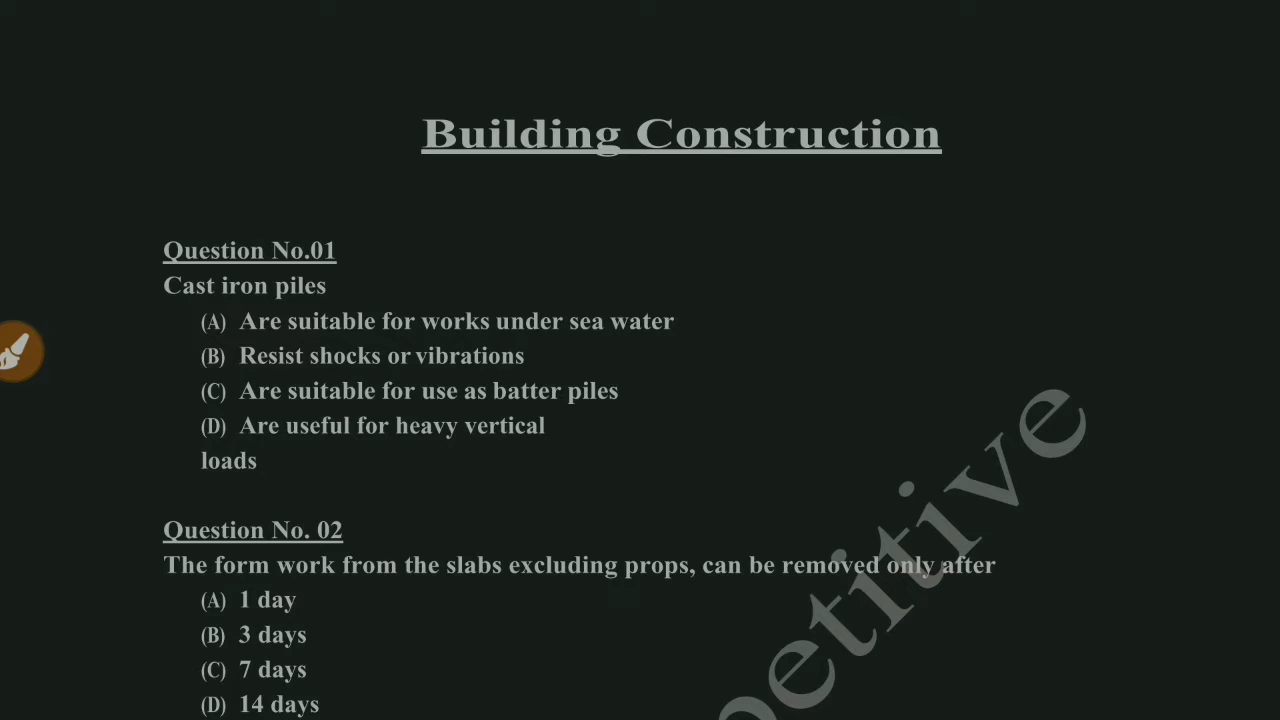 Building Construction
Question No.01
Cast iron piles
(A) Are suitable for works under sea water
(B) Resist shocks or vibrations
(C) Are suitable for use as batter piles
(D) Are useful for heavy vertical
loads
Question No. 02
The form work from the slabs excluding props, can be removed only after
(A) 1 day
(B) 3 days
(C) 7 days
(D) 14 days
petitive